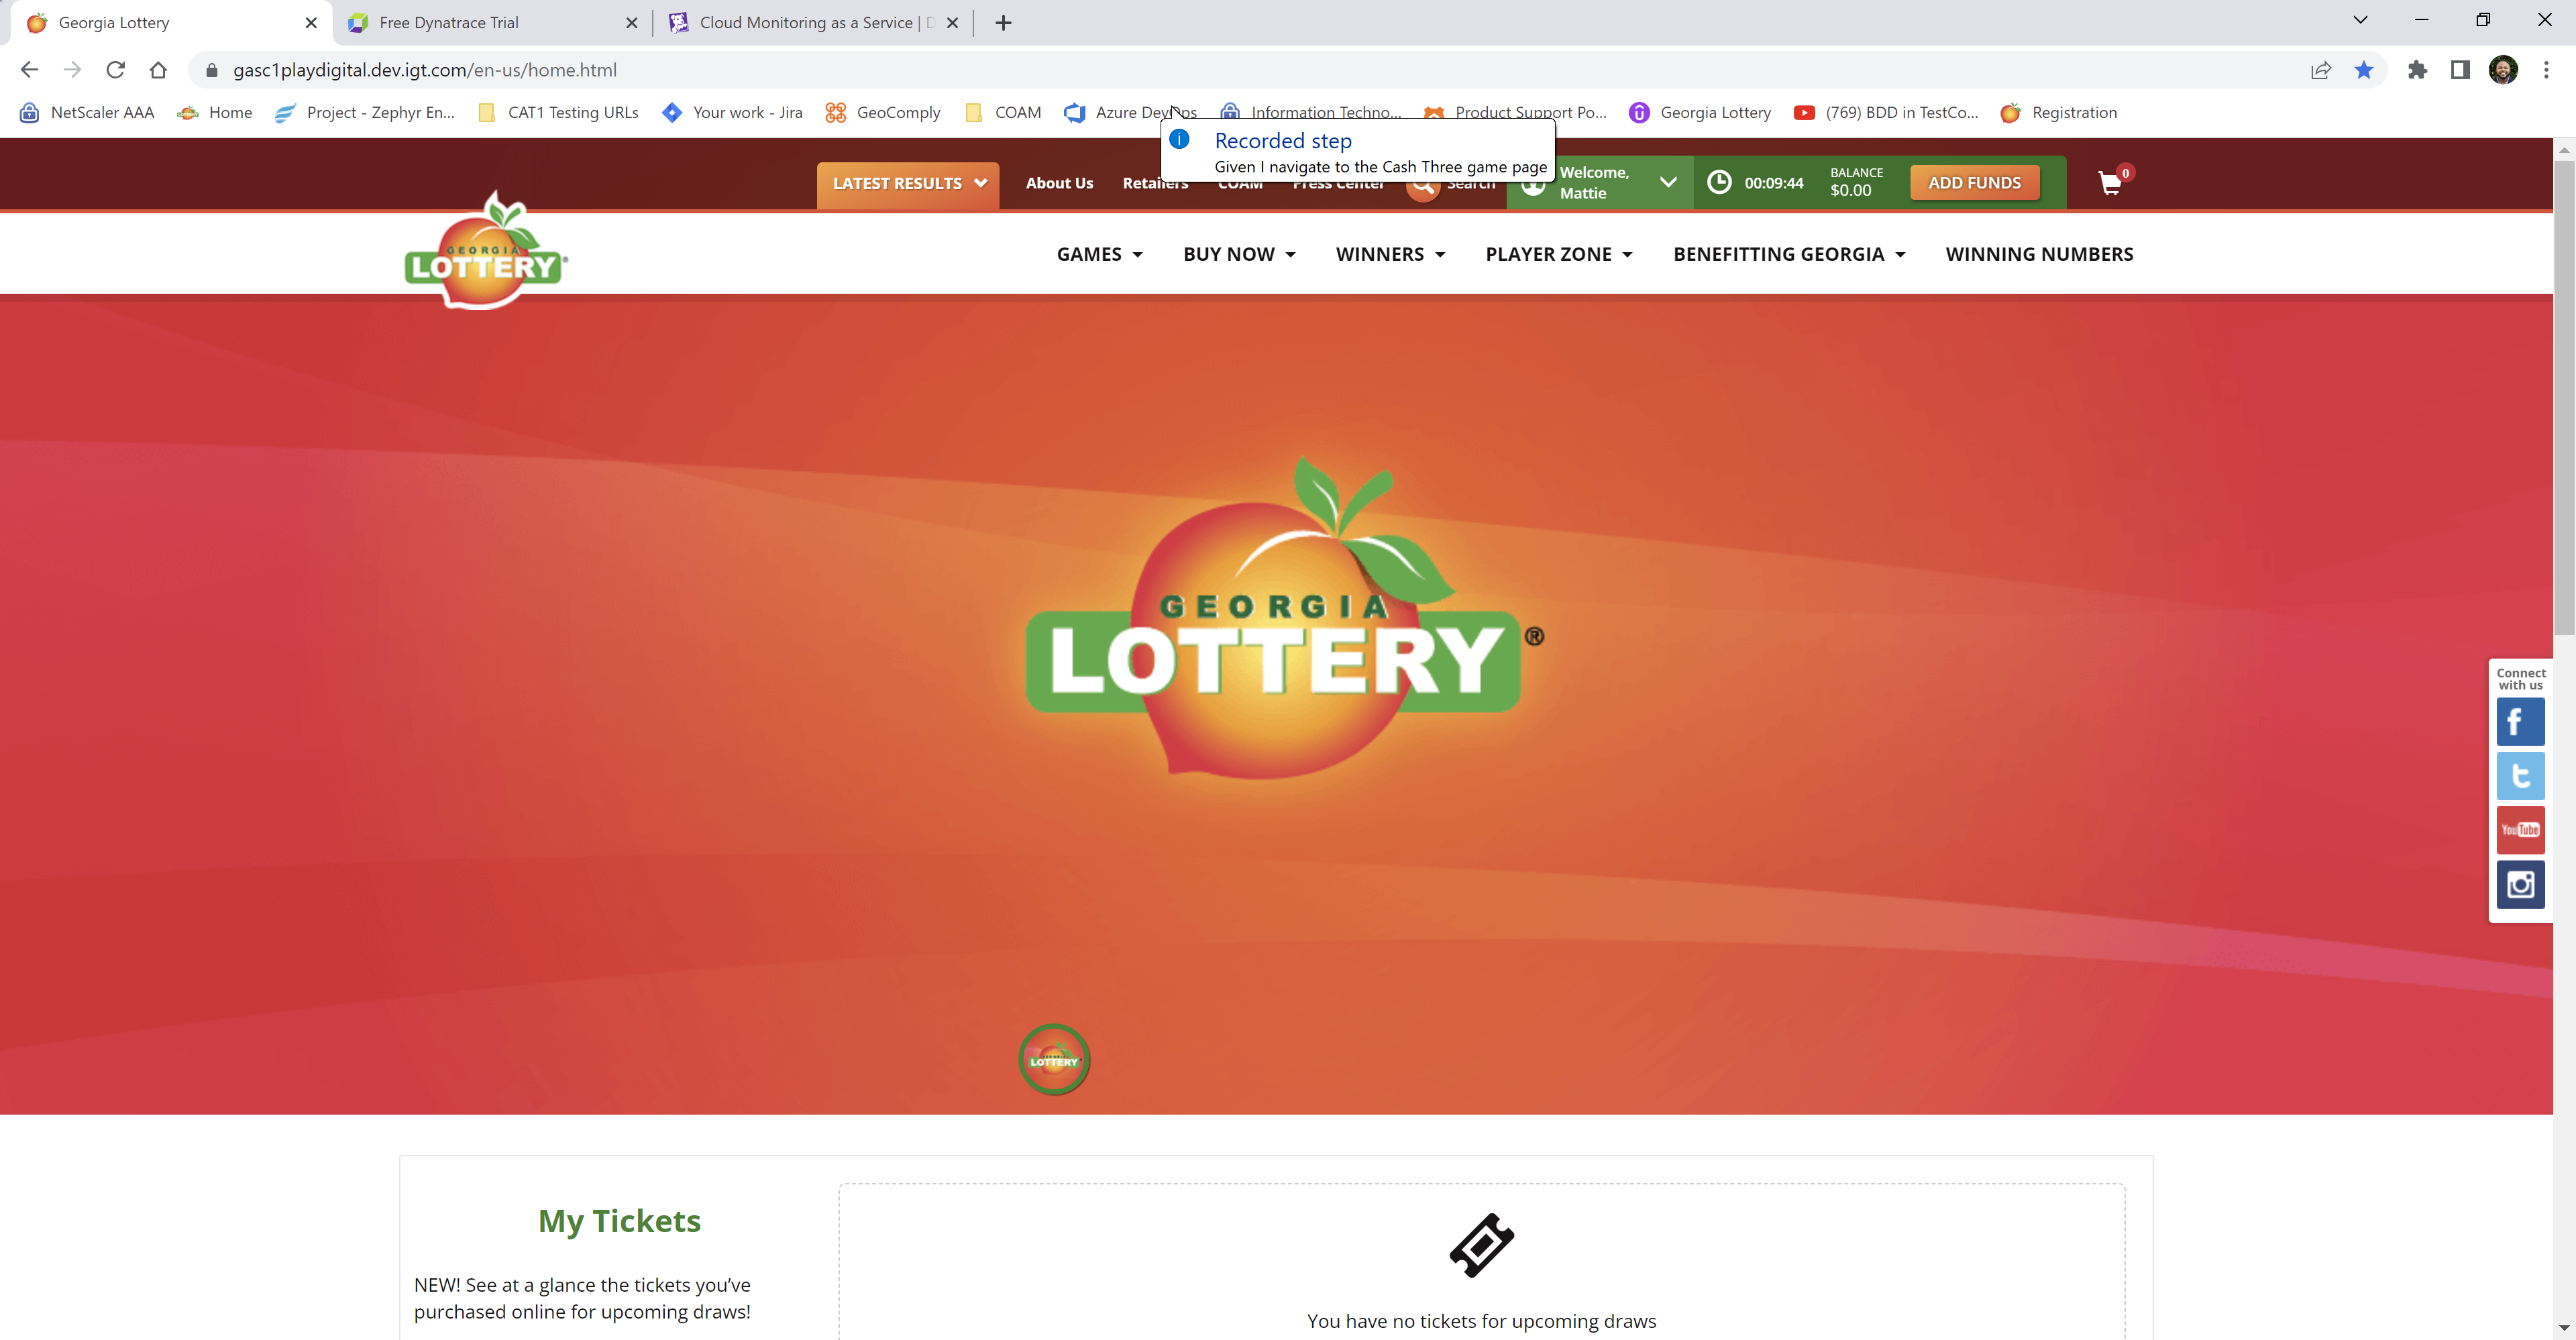 Georgia Lottery
Free Dynatrace Trial
Cloud Monitoring as a Service |
gasc1playdigital.dev.igt.com/en-us/home.html
NetScaler AAA
Home
Project - Zephyr En...
CAT1 Testing URLs
Your work - Jira
GeoComply
COAM
Azure DevOps
Information Techno...
Product Support Po...
Georgia Lottery
(769) BDD in TestCo...
Registration
Recorded step
Given I navigate to the Cash Three game page
LATEST RESULTS
About Us
Retailers
COAM
Press Center
Search
Welcome,
Mattie
00:09:44
BALANCE
$0.00
ADD FUNDS
0
GEORGIA
LOTTERY®
GAMES
BUY NOW
WINNERS
PLAYER ZONE
BENEFITTING GEORGIA
WINNING NUMBERS
GEORGIA
LOTTERY®
Connect
with us
YouTube
LOTTERY
My Tickets
NEW! See at a glance the tickets you’ve
purchased online for upcoming draws!
You have no tickets for upcoming draws